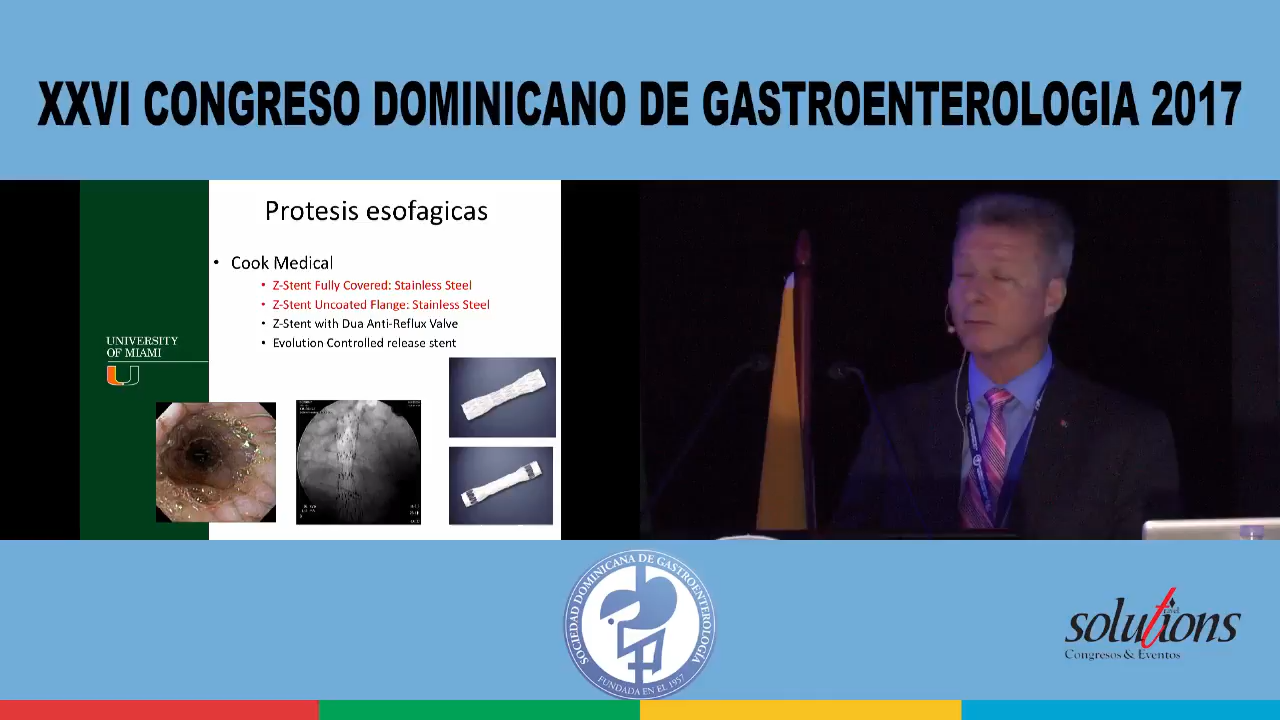 XXVI CONGRESO DOMINICANO DE GASTROENTEROLOGIA 2017
Protesis esofagicas
• Cook Medical
• Z-Stent Fully Covered: Stainless Steel
• Z-Stent Uncoated Flange: Stainless Steel
• Z-Stent with Dua Anti-Reflux Valve
• Evolution Controlled release stent
UNIVERSITY
OF MIAMI
U
SOCIEDAD DOMINICANA DE GASTROENTEROLOGÍA
FUNDADA EN EL 1957
solutions
travel
Congresos & Eventos